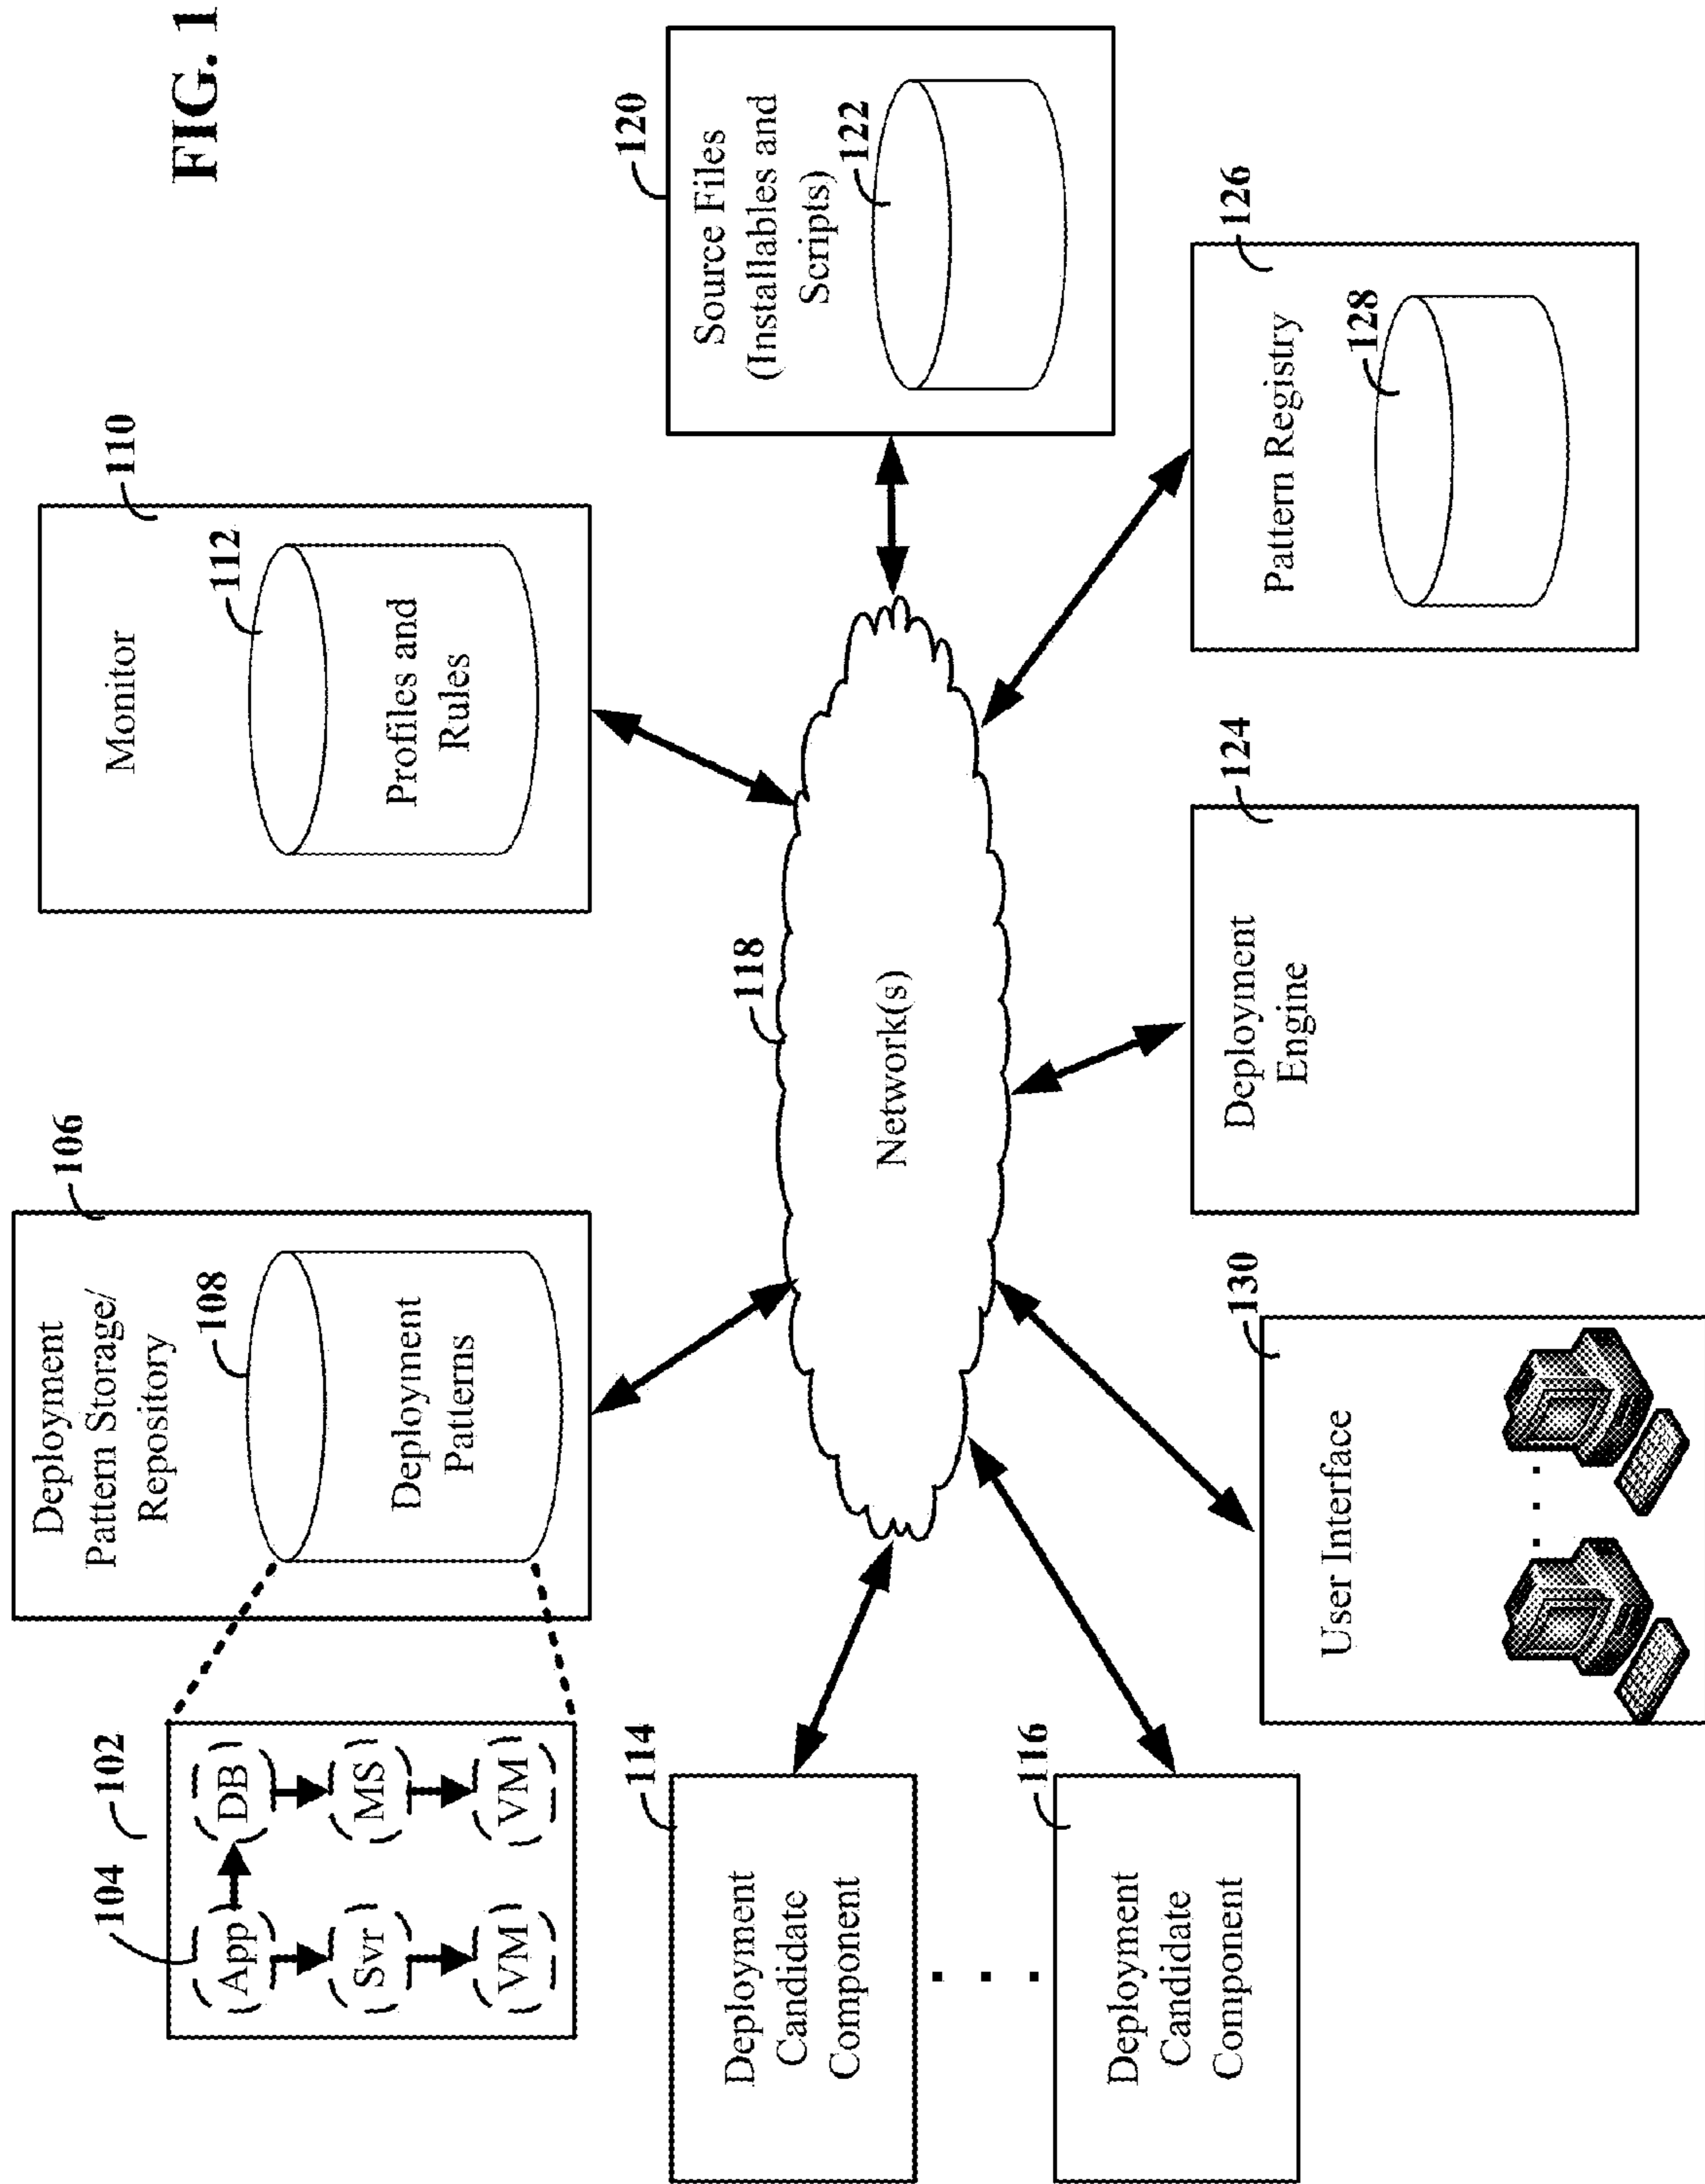 FIG. 1
102
104
App
DB
Svr
MS
VM
VM
Deployment
Pattern Storage/
Repository
106
108
Deployment
Patterns
Monitor
110
112
Profiles and
Rules
114
Deployment
Candidate
Component
. . .
116
Deployment
Candidate
Component
118
Network(s)
120
Source Files
(Installables and
Scripts)
122
User Interface
130
. . .
Deployment
Engine
124
Pattern Registry
126
128